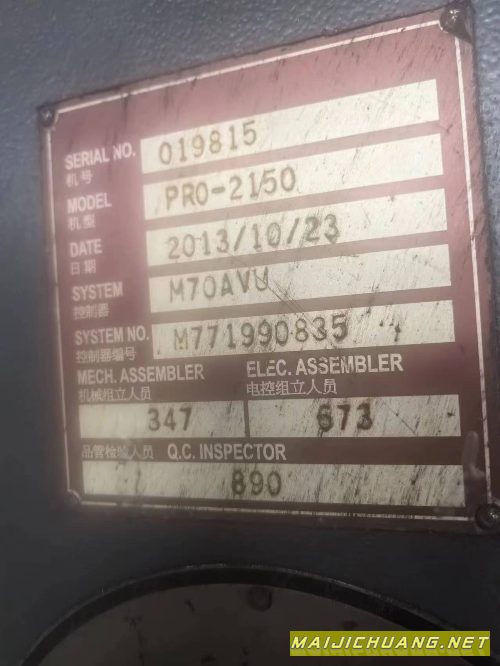 MAIJICHUANG.NET
SERIAL NO. 019815
机号
MODEL PRO-2150
机型
DATE 2013/10/23
日期
SYSTEM M70AVU
控制器
SYSTEM NO. M771990835
控制器编号
MECH. ASSEMBLER ELEC. ASSEMBLER
机械组立人员 电控组立人员
347 673
品管检验人员 Q.C. INSPECTOR
890
MAIJICHUANG.NET